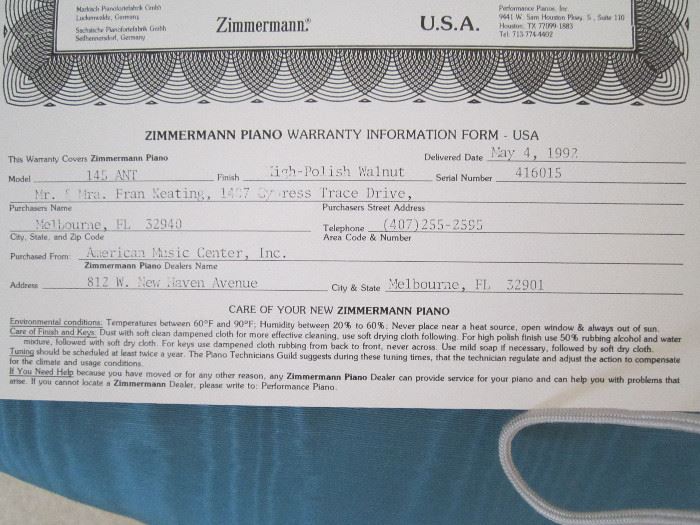 Märkisch Pianofortefabrik GmbH
Luckenwalde, Germany
Sächsische Pianofortefabrik GmbH
Seifhennersdorf, Germany
Zimmermann.®
U.S.A.
Performance Pianos, Inc.
9641 W. Sam Houston Pkwy. S., Suite 110
Houston, TX 77099-1883
Tel. 713-774-4402
ZIMMERMANN PIANO WARRANTY INFORMATION FORM - USA
This Warranty Covers Zimmermann Piano Delivered Date May 4, 1992
Model 145 ANT Finish High-Polish Walnut Serial Number 416015
Mr. Mrs. Fran Keating, Trace Drive,
Purchasers Name Purchasers Street Address
Melbourne, FL 32940 Telephone (407)255-2595
City, State, and Zip Code Area Code & Number
Purchased From: American Music Center, Inc.
Zimmermann Piano Dealers Name
Address 812 W. New Haven Avenue City & State Melbourne, FL 32901
CARE OF YOUR NEW ZIMMERMANN PIANO
Environmental conditions: Temperatures between 60°F and 90°F; Humidity between 20% to 60%; Never place near a heat source, open window & always out of sun.
Care of Finish and Keys: Dust with soft clean dampened cloth for more effective cleaning, use soft drying cloth following. For high polish finish use 50% rubbing alcohol and water
mixture, followed with soft dry cloth. For keys use dampened cloth rubbing from back to front, never across. Use mild soap if necessary, followed by soft dry cloth.
Tuning should be scheduled at least twice a year. The Piano Technicians Guild suggests during these tuning times, that the technician regulate and adjust the action to compensate
for the climate and usage conditions.
If You Need Help because you have moved or for any other reason, any Zimmermann Piano Dealer can provide service for your piano and can help you with problems that
arise. If you cannot locate a Zimmermann Dealer, please write to: Performance Piano.